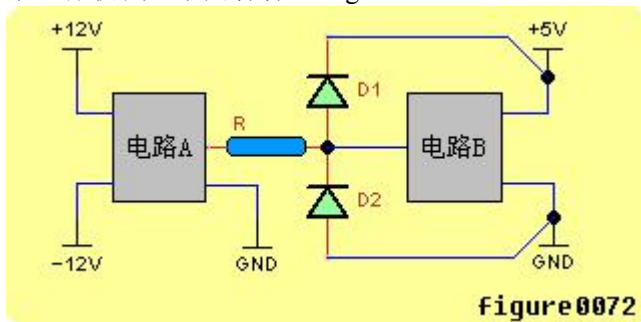 +12V
+5V
D1
R
电路A
电路B
D2
-12V
GND
GND
figure0072